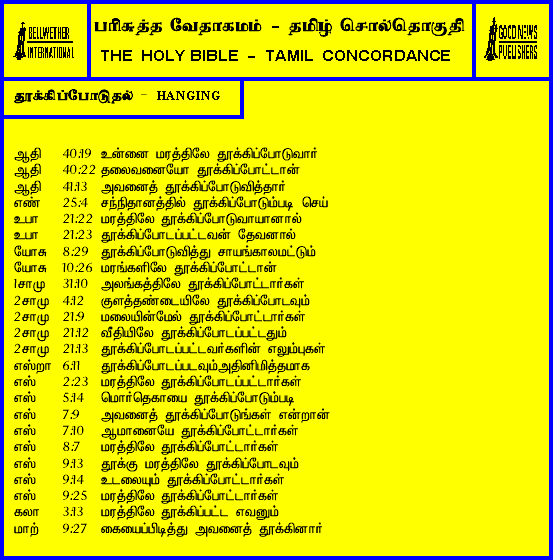 BELLWETHER
INTERNATIONAL
பரிசுத்த வேதாகமம் - தமிழ் சொல்தொகுதி
THE HOLY BIBLE - TAMIL CONCORDANCE
GOOD NEWS
PUBLISHERS
தூக்கிப்போடுதல் - HANGING
ஆதி 40:19 உன்னை மரத்திலே தூக்கிப்போடுவார்
ஆதி 40:22 தலைவனையோ தூக்கிப்போட்டான்
ஆதி 41:13 அவனைத் தூக்கிப்போடுவித்தார்
எண் 25:4 சந்நிதானத்தில் தூக்கிப்போடும்படி செய்
உபா 21:22 மரத்திலே தூக்கிப்போடுவாயானால்
உபா 21:23 தூக்கிப்போடப்பட்டவன் தேவனால்
யோசு 8:29 தூக்கிப்போடுவித்து சாயங்காலமட்டும்
யோசு 10:26 மரங்களிலே தூக்கிப்போட்டான்
1சாமு 31:10 அலங்கத்திலே தூக்கிப்போட்டார்கள்
2சாமு 4:12 குளத்தண்டையிலே தூக்கிப்போடவும்
2சாமு 21:9 மலையின்மேல் தூக்கிப்போட்டார்கள்
2சாமு 21:12 வீதியிலே தூக்கிப்போடப்பட்டதும்
2சாமு 21:13 தூக்கிப்போடப்பட்டவர்களின் எலும்புகள்
எஸ்றா 6:11 தூக்கிப்போடப்படவும்அதினிமித்தமாக
எஸ் 2:23 மரத்திலே தூக்கிப்போடப்பட்டார்கள்
எஸ் 5:14 மொர்தெகாயை தூக்கிப்போடும்படி
எஸ் 7:9 அவனைத் தூக்கிப்போடுங்கள் என்றான்
எஸ் 7:10 ஆமானையே தூக்கிப்போட்டார்கள்
எஸ் 8:7 மரத்திலே தூக்கிப்போட்டார்கள்
எஸ் 9:13 தூக்கு மரத்திலே தூக்கிப்போடவும்
எஸ் 9:14 உடலையும் தூக்கிப்போட்டார்கள்
எஸ் 9:25 மரத்திலே தூக்கிப்போட்டார்கள்
கலா 3:13 மரத்திலே தூக்கிப்பட்ட எவனும்
மாற் 9:27 கையைப்பிடித்து அவனைத் தூக்கினார்